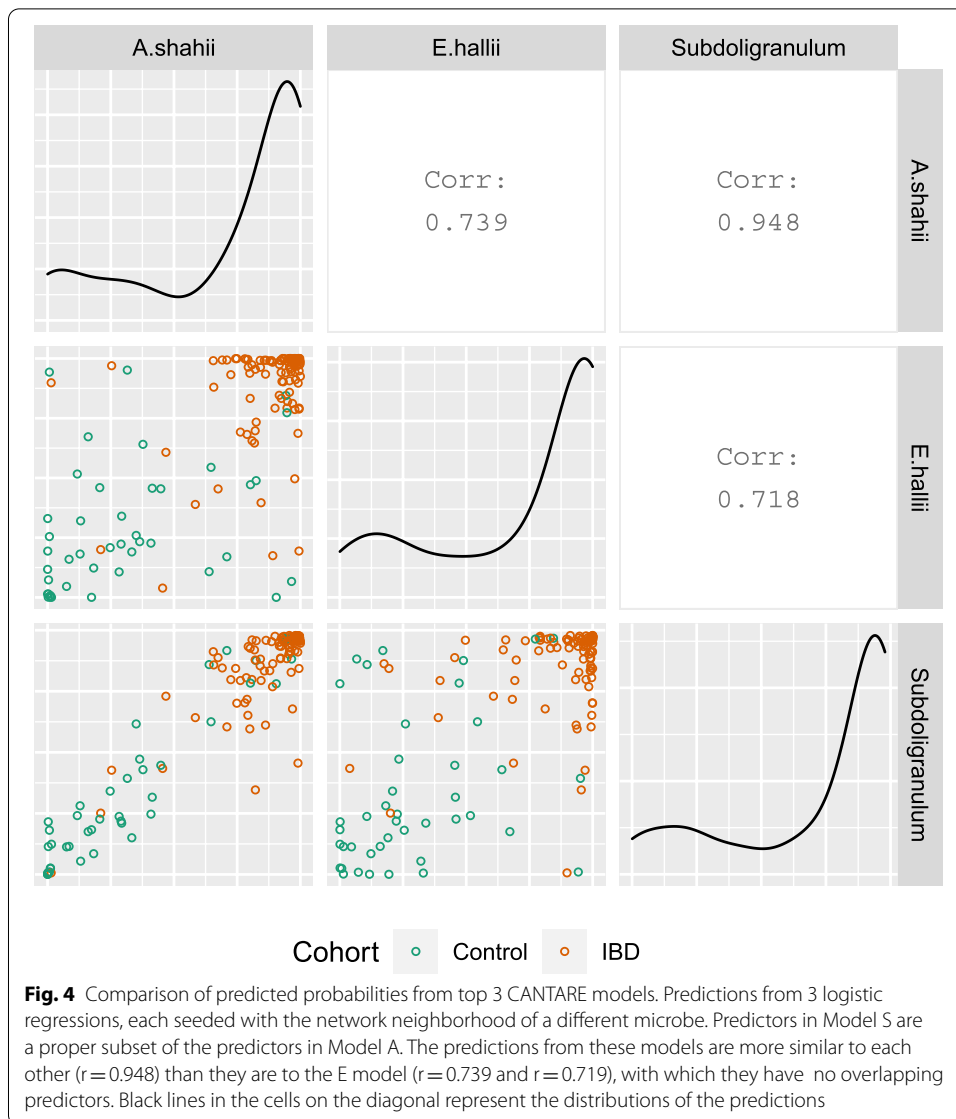 A.shahii
E.hallii
Subdoligranulum
Corr:
0.739
Corr:
0.948
A.shahii
Corr:
0.718
E.hallii
Subdoligranulum
Cohort Control IBD
Fig. 4 Comparison of predicted probabilities from top 3 CANTARE models. Predictions from 3 logistic
regressions, each seeded with the network neighborhood of a different microbe. Predictors in Model S are
a proper subset of the predictors in Model A. The predictions from these models are more similar to each
other (r = 0.948) than they are to the E model (r = 0.739 and r = 0.719), with which they have no overlapping
predictors. Black lines in the cells on the diagonal represent the distributions of the predictions